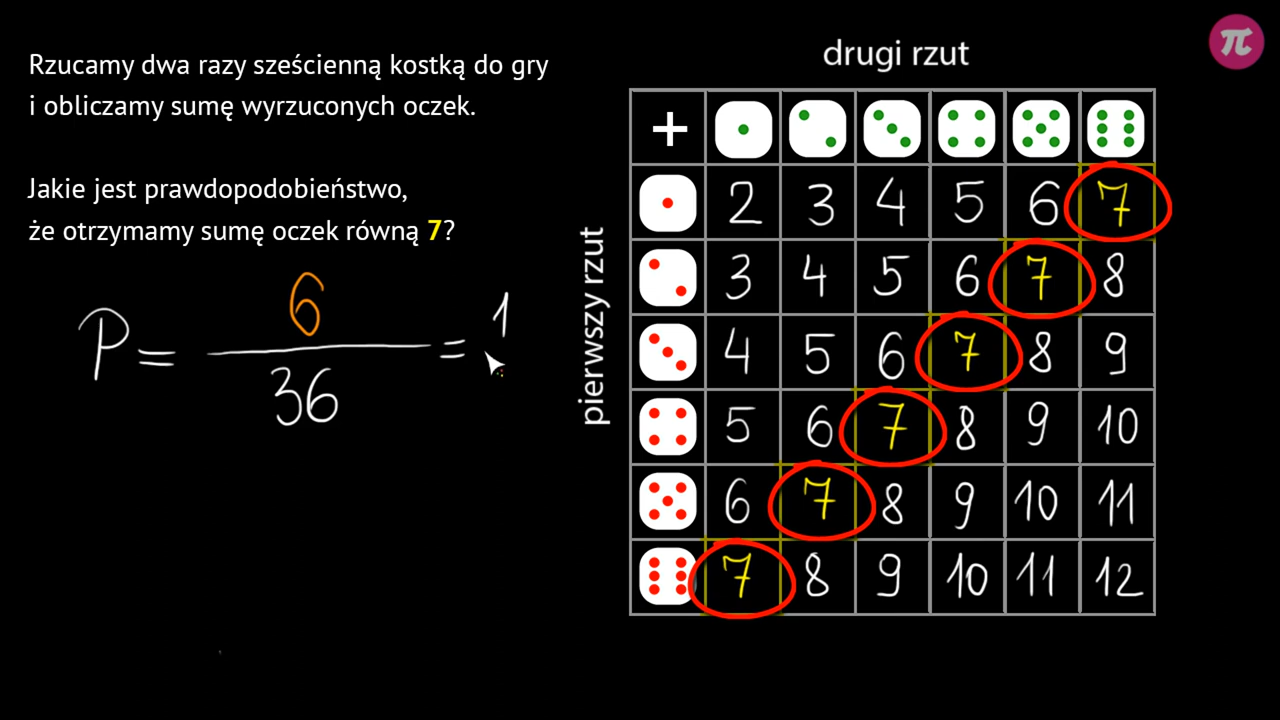 Rzucamy dwa razy sześcienną kostką do gry
i obliczamy sumę wyrzuconych oczek.
Jakie jest prawdopodobieństwo,
że otrzymamy sumę oczek równą 7?
P = 6/36 = 1
π
drugi rzut
pierwszy rzut
+
2 3 4 5 6 7
3 4 5 6 7 8
4 5 6 7 8 9
5 6 7 8 9 10
6 7 8 9 10 11
7 8 9 10 11 12